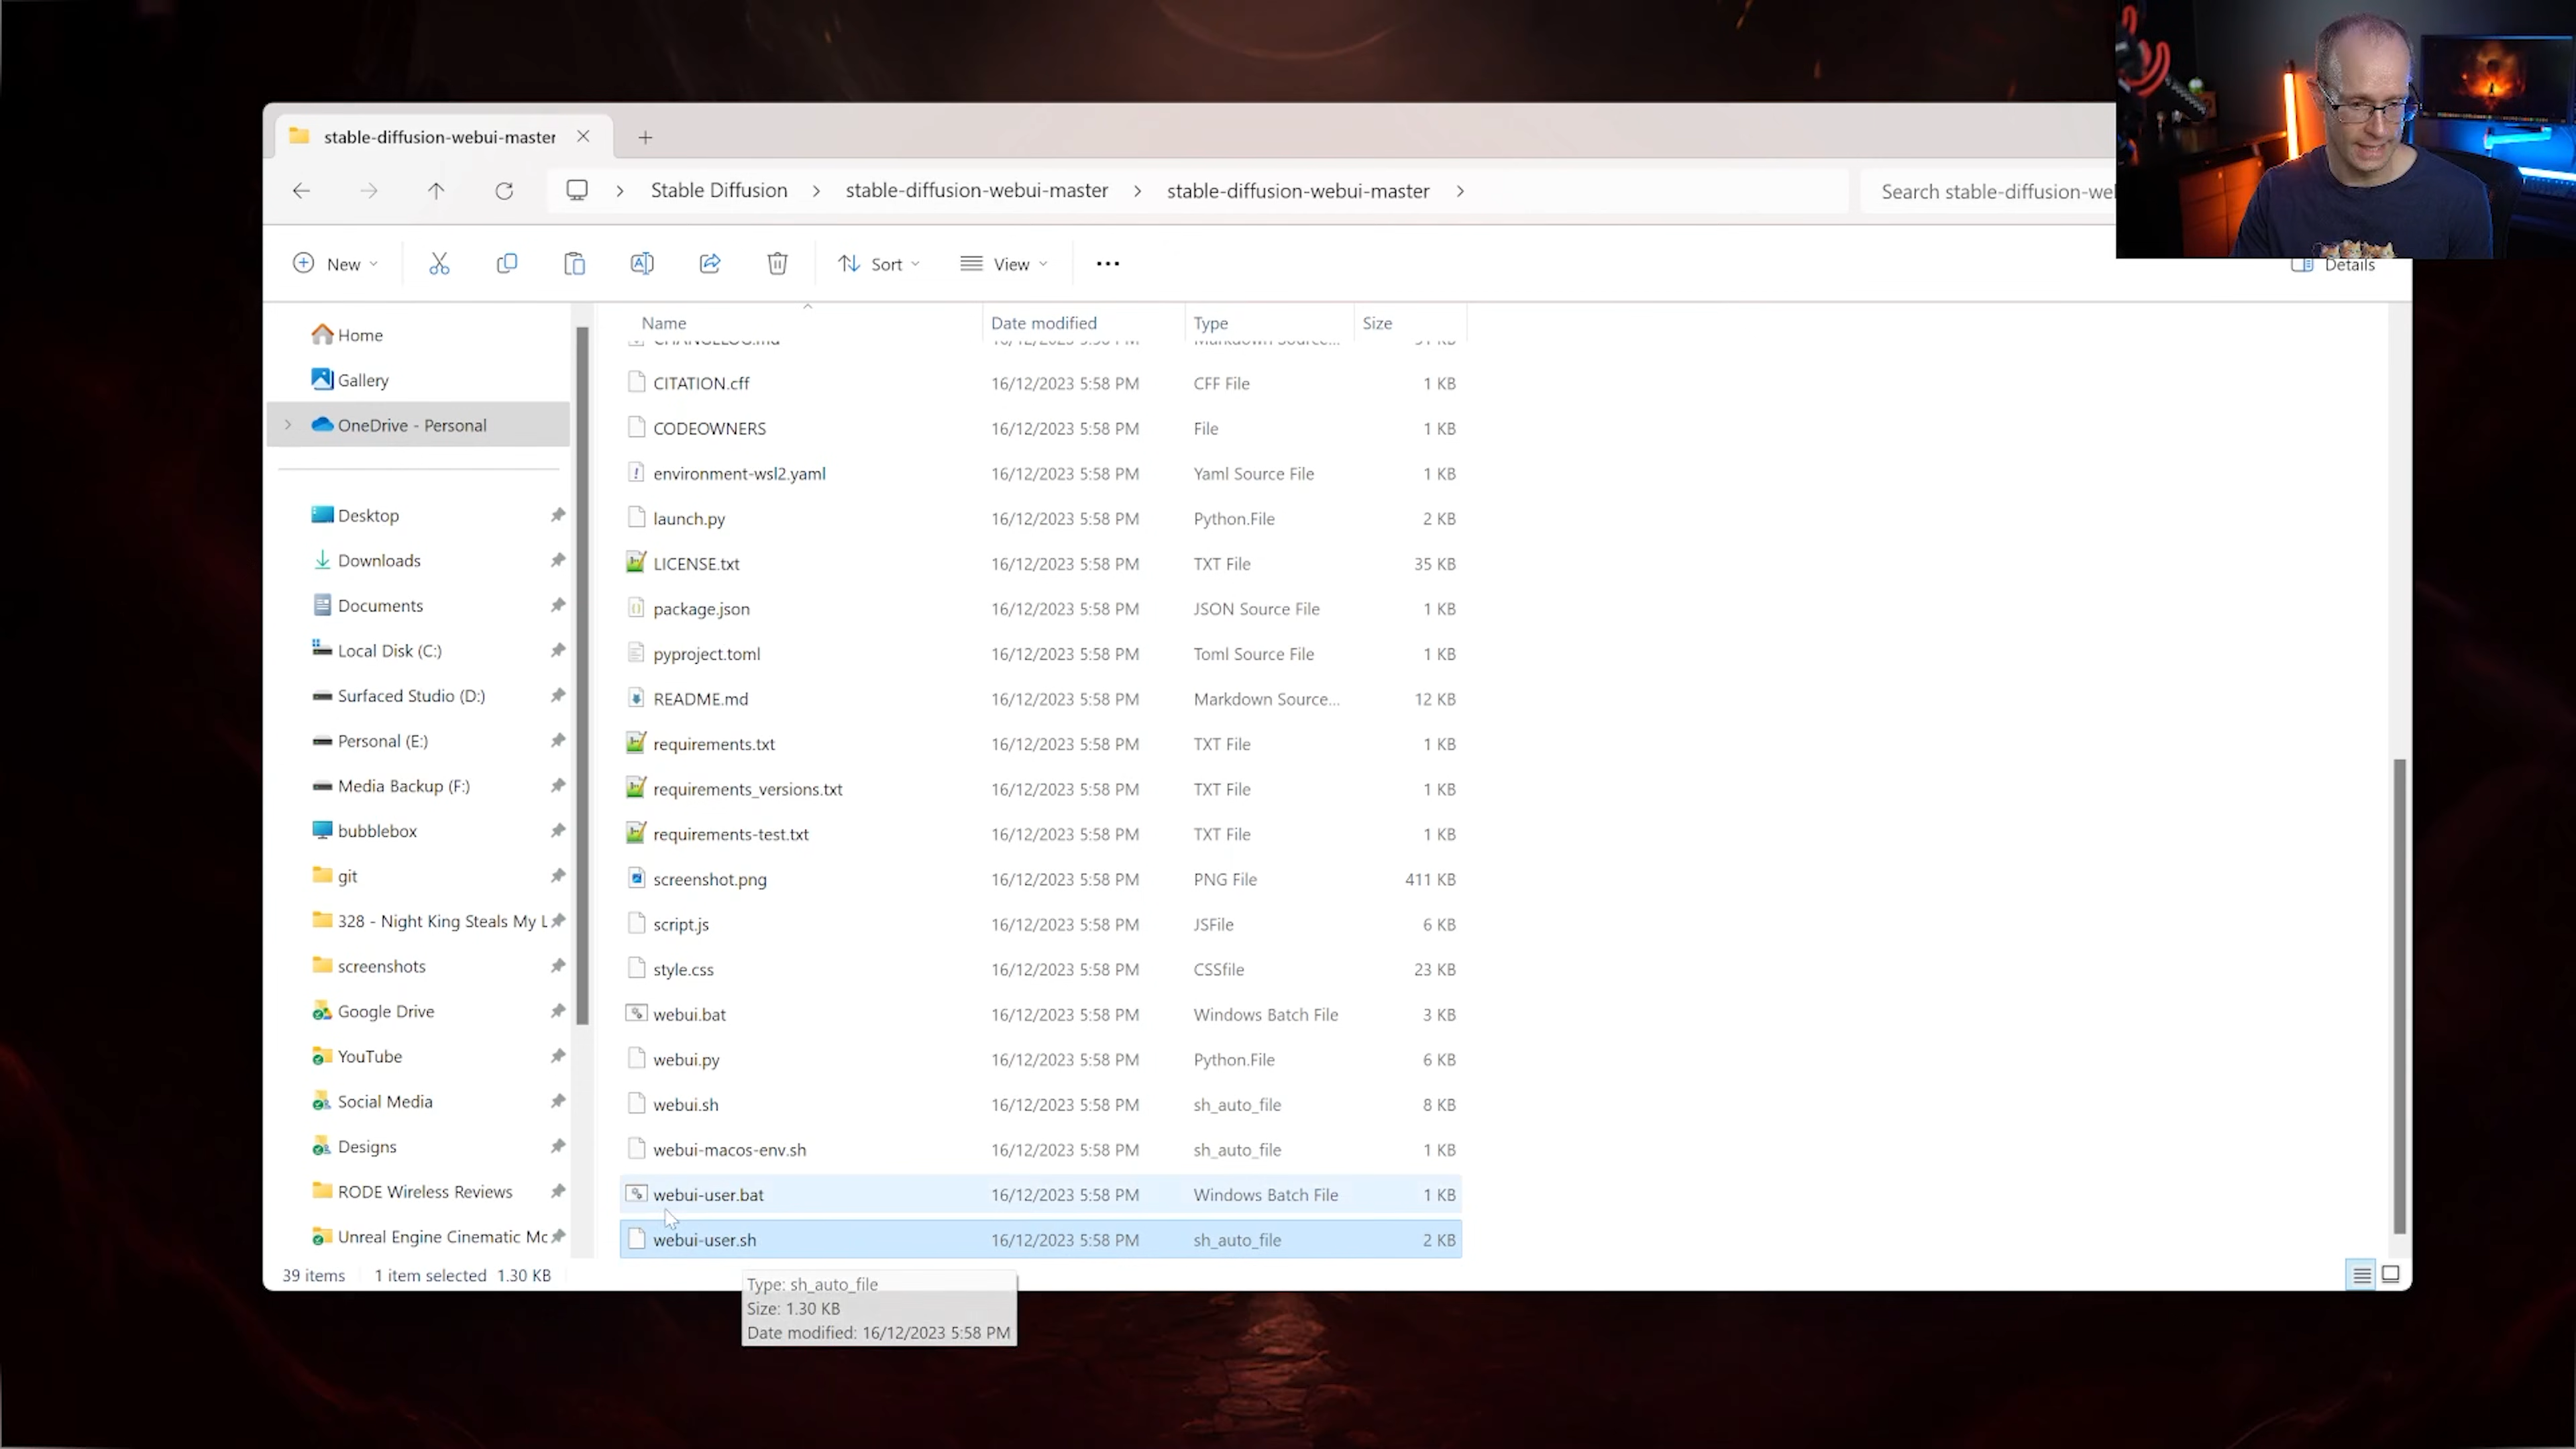 stable-diffusion-webui-master
Stable Diffusion > stable-diffusion-webui-master > stable-diffusion-webui-master >
Search stable-diffusion-we
New
Sort
View
Details
Name Date modified Type Size
Home
Gallery
OneDrive - Personal
Desktop
Downloads
Documents
Local Disk (C:)
Surfaced Studio (D:)
Personal (E:)
Media Backup (F:)
bubblebox
git
328 - Night King Steals My L
screenshots
Google Drive
YouTube
Social Media
Designs
RODE Wireless Reviews
Unreal Engine Cinematic Mc
CHANGELOG.md 16/12/2023 5:58 PM Markdown Source...
CITATION.cff 16/12/2023 5:58 PM CFF File 1 KB
CODEOWNERS 16/12/2023 5:58 PM File 1 KB
environment-wsl2.yaml 16/12/2023 5:58 PM Yaml Source File 1 KB
launch.py 16/12/2023 5:58 PM Python.File 2 KB
LICENSE.txt 16/12/2023 5:58 PM TXT File 35 KB
package.json 16/12/2023 5:58 PM JSON Source File 1 KB
pyproject.toml 16/12/2023 5:58 PM Toml Source File 1 KB
README.md 16/12/2023 5:58 PM Markdown Source... 12 KB
requirements.txt 16/12/2023 5:58 PM TXT File 1 KB
requirements_versions.txt 16/12/2023 5:58 PM TXT File 1 KB
requirements-test.txt 16/12/2023 5:58 PM TXT File 1 KB
screenshot.png 16/12/2023 5:58 PM PNG File 411 KB
script.js 16/12/2023 5:58 PM JSFile 6 KB
style.css 16/12/2023 5:58 PM CSSfile 23 KB
webui.bat 16/12/2023 5:58 PM Windows Batch File 3 KB
webui.py 16/12/2023 5:58 PM Python.File 6 KB
webui.sh 16/12/2023 5:58 PM sh_auto_file 8 KB
webui-macos-env.sh 16/12/2023 5:58 PM sh_auto_file 1 KB
webui-user.bat 16/12/2023 5:58 PM Windows Batch File 1 KB
webui-user.sh 16/12/2023 5:58 PM sh_auto_file 2 KB
39 items 1 item selected 1.30 KB
Type: sh_auto_file
Size: 1.30 KB
Date modified: 16/12/2023 5:58 PM